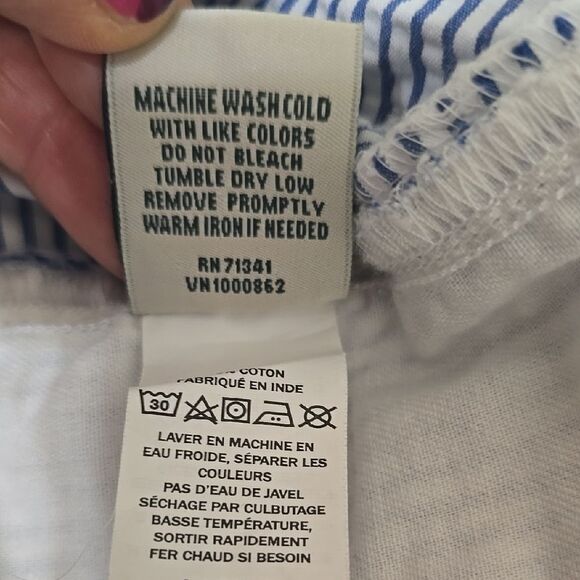 MACHINE WASH COLD
WITH LIKE COLORS
DO NOT BLEACH
TUMBLE DRY LOW
REMOVE PROMPTLY
WARM IRON IF NEEDED
RN 71341
VN1000862
COTON
FABRIQUÉ EN INDE
30
LAVER EN MACHINE EN
EAU FROIDE, SÉPARER LES
COULEURS
PAS D'EAU DE JAVEL
SÉCHAGE PAR CULBUTAGE
BASSE TEMPÉRATURE,
SORTIR RAPIDEMENT
FER CHAUD SI BESOIN